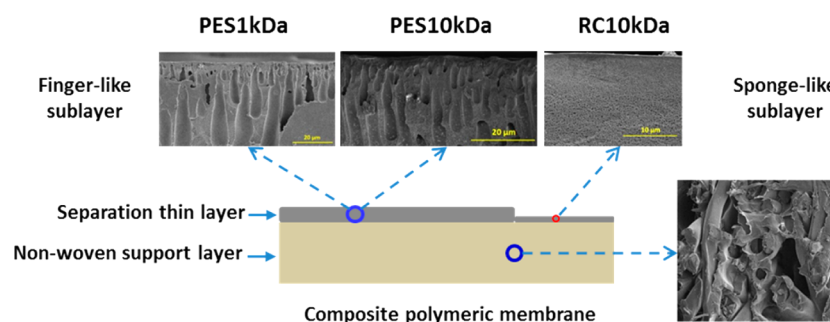 PES1kDa PES10kDa RC10kDa
Finger-like
sublayer
Sponge-like
sublayer
20 μm
20 μm
10 μm
Separation thin layer
Non-woven support layer
Composite polymeric membrane